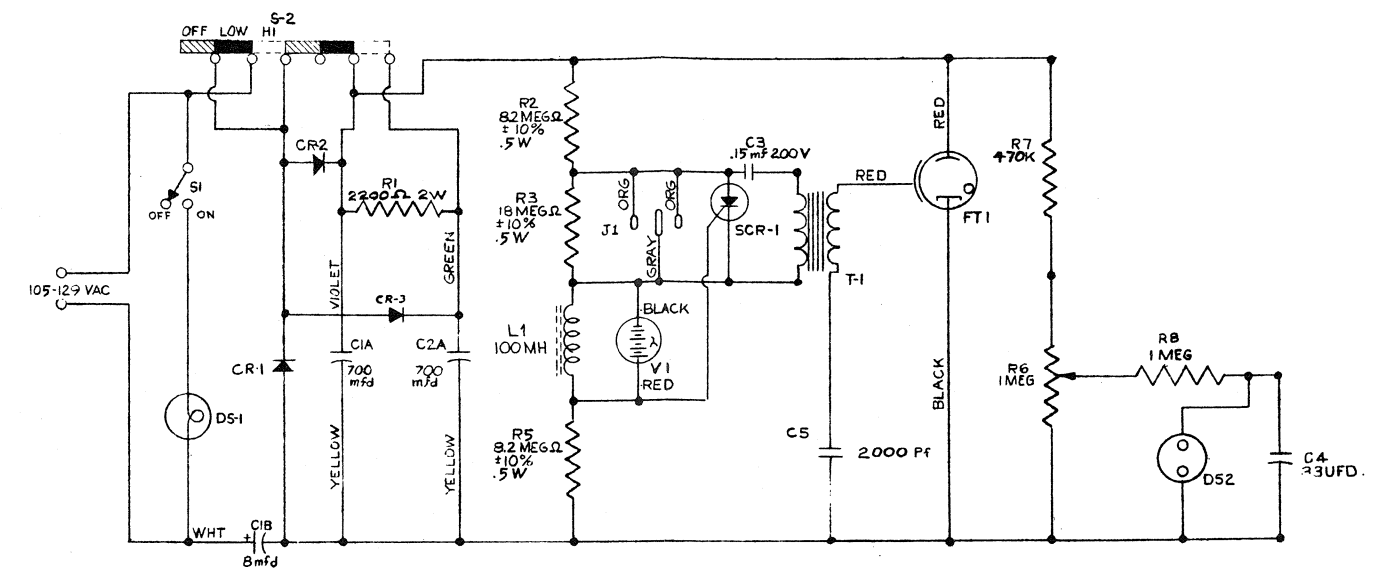 S-2
OFF LOW HI
CR-2
R1
2200Ω 2W
S1
OFF ON
VIOLET
GREEN
CR-3
105-129 VAC
CR-1
C1A
700
mfd
C2A
700
mfd
DS-1
YELLOW
YELLOW
WHT
C1B
+
8mfd
R2
8.2 MEGΩ
±10%
.5W
R3
18 MEGΩ
±10%
.5W
L1
100MH
R5
8.2 MEGΩ
±10%
.5W
ORG
ORG
J1
GRAY
BLACK
λ
V1
RED
C3
.15mf 200V
SCR-1
T-1
RED
RED
FT1
BLACK
C5
2000 Pf
R7
470K
R6
1MEG
R8
1 MEG
DS2
C4
.33UFD.